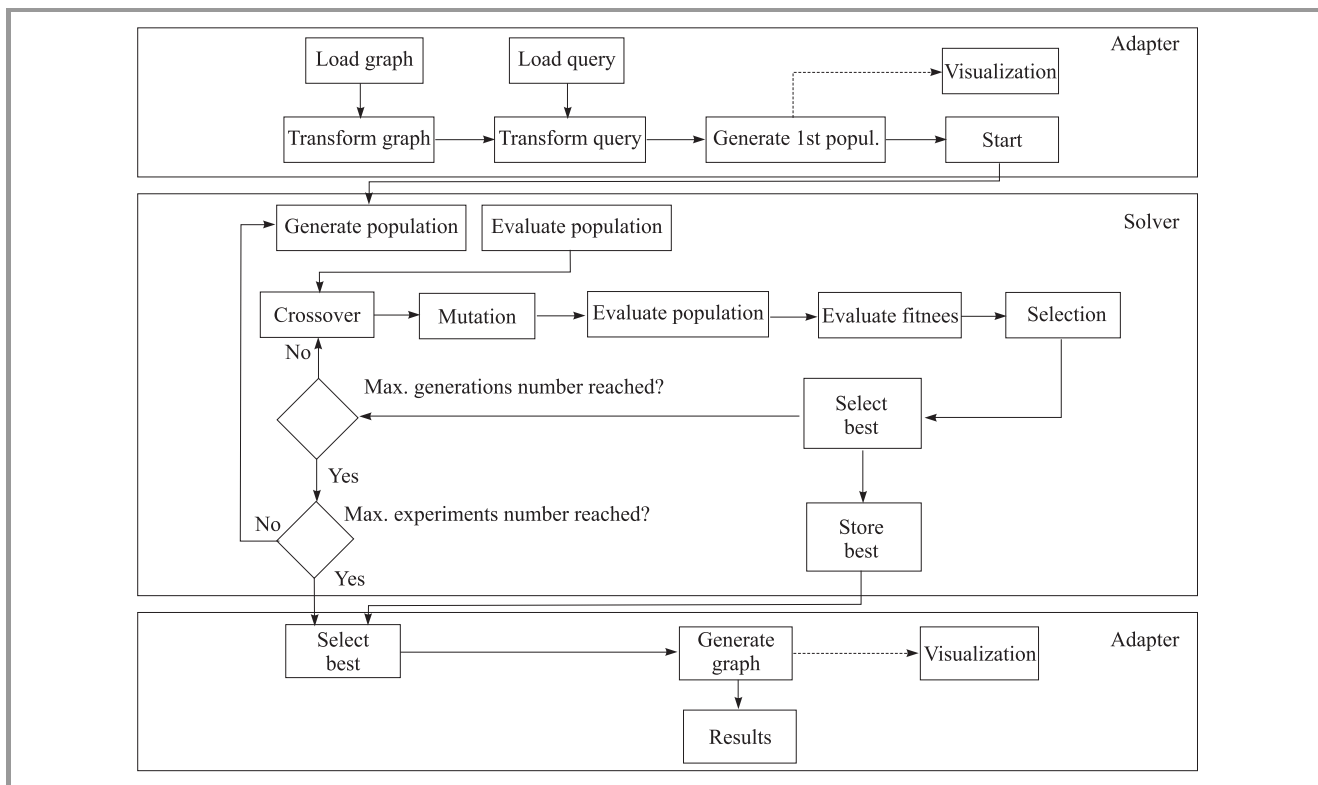 Adapter
Load graph
Load query
Visualization
Transform graph
Transform query
Generate 1st popul.
Start
Solver
Generate population
Evaluate population
Crossover
Mutation
Evaluate population
Evaluate fitnees
Selection
No
Max. generations number reached?
Select
best
Yes
Max. experiments number reached?
No
Store
best
Yes
Adapter
Select
best
Generate
graph
Visualization
Results